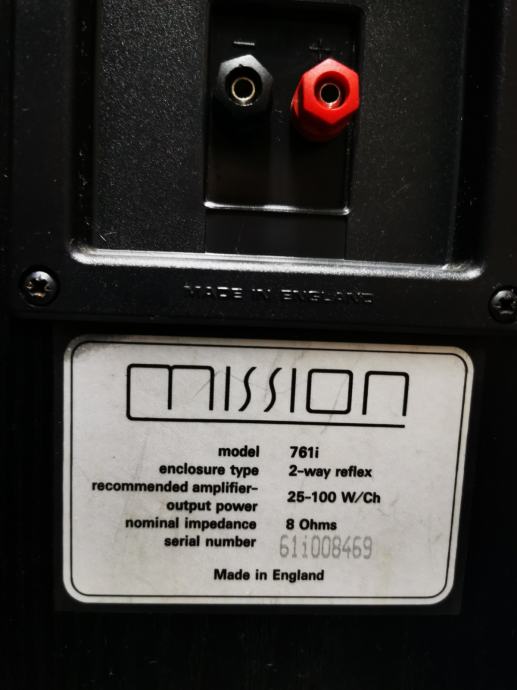 - +
MADE IN ENGLAND
mission
model 761i
enclosure type 2-way reflex
recommended amplifier-
output power 25-100 W/Ch
nominal impedance 8 Ohms
serial number 61i008469
Made in England